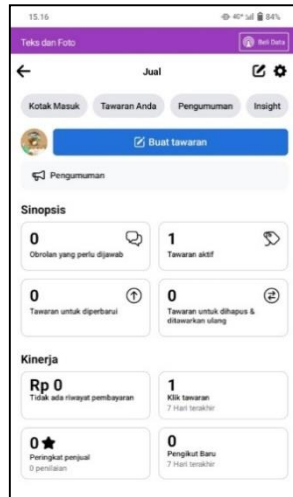 15.16
84%
Teks dan Foto
Beli Data
Jual
Kotak Masuk Tawaran Anda Pengumuman Insight
Buat tawaran
Pengumuman
Sinopsis
0
Obrolan yang perlu dijawab
1
Tawaran aktif
0
Tawaran untuk diperbarui
0
Tawaran untuk dihapus &
ditawarkan ulang
Kinerja
Rp 0
Tidak ada riwayat pembayaran
1
Klik tawaran
7 Hari terakhir
0
Peringkat penjual
0 penilaian
0
Pengikut Baru
7 Hari terakhir